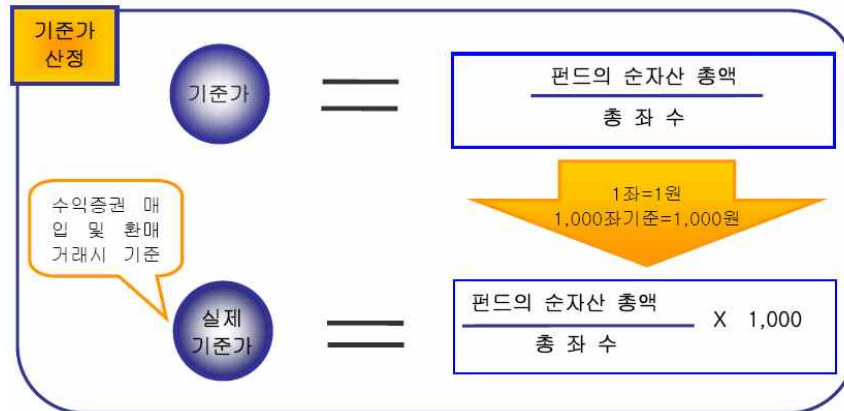 기준가
산정
기준가
펀드의 순자산 총액
총 좌 수
1좌=1원
1,000좌기준=1,000원
수익증권 매
입 및 환매
거래시 기준
실제
기준가
펀드의 순자산 총액
총 좌 수
X 1,000